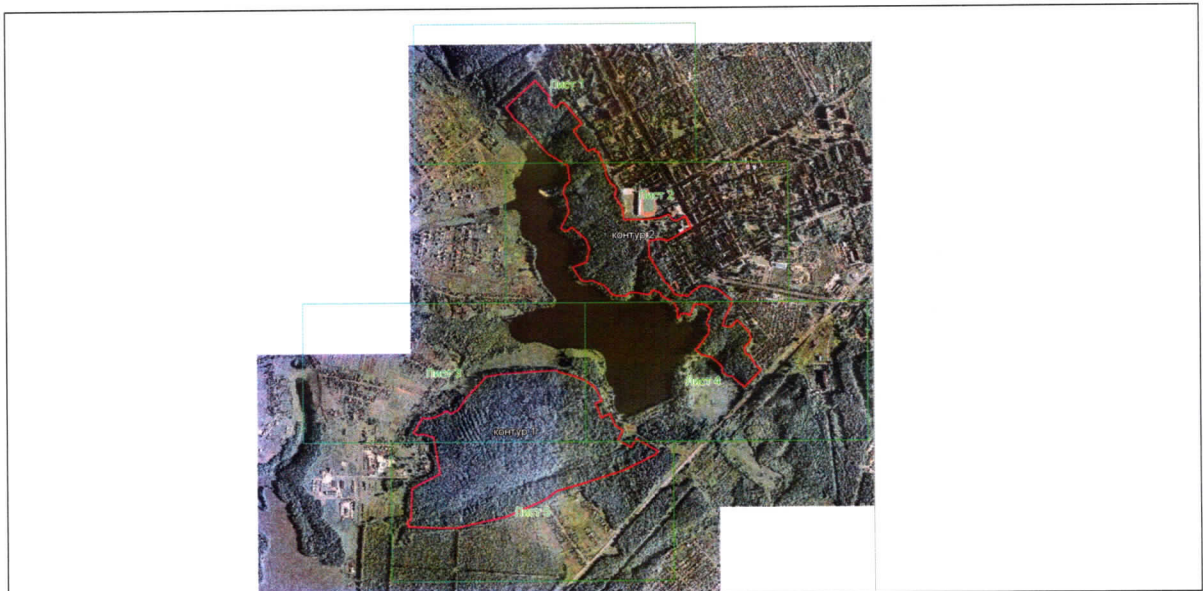 Лист 1
Лист 2
контур 2
Лист 3
Лист 4
контур 1
Лист 5